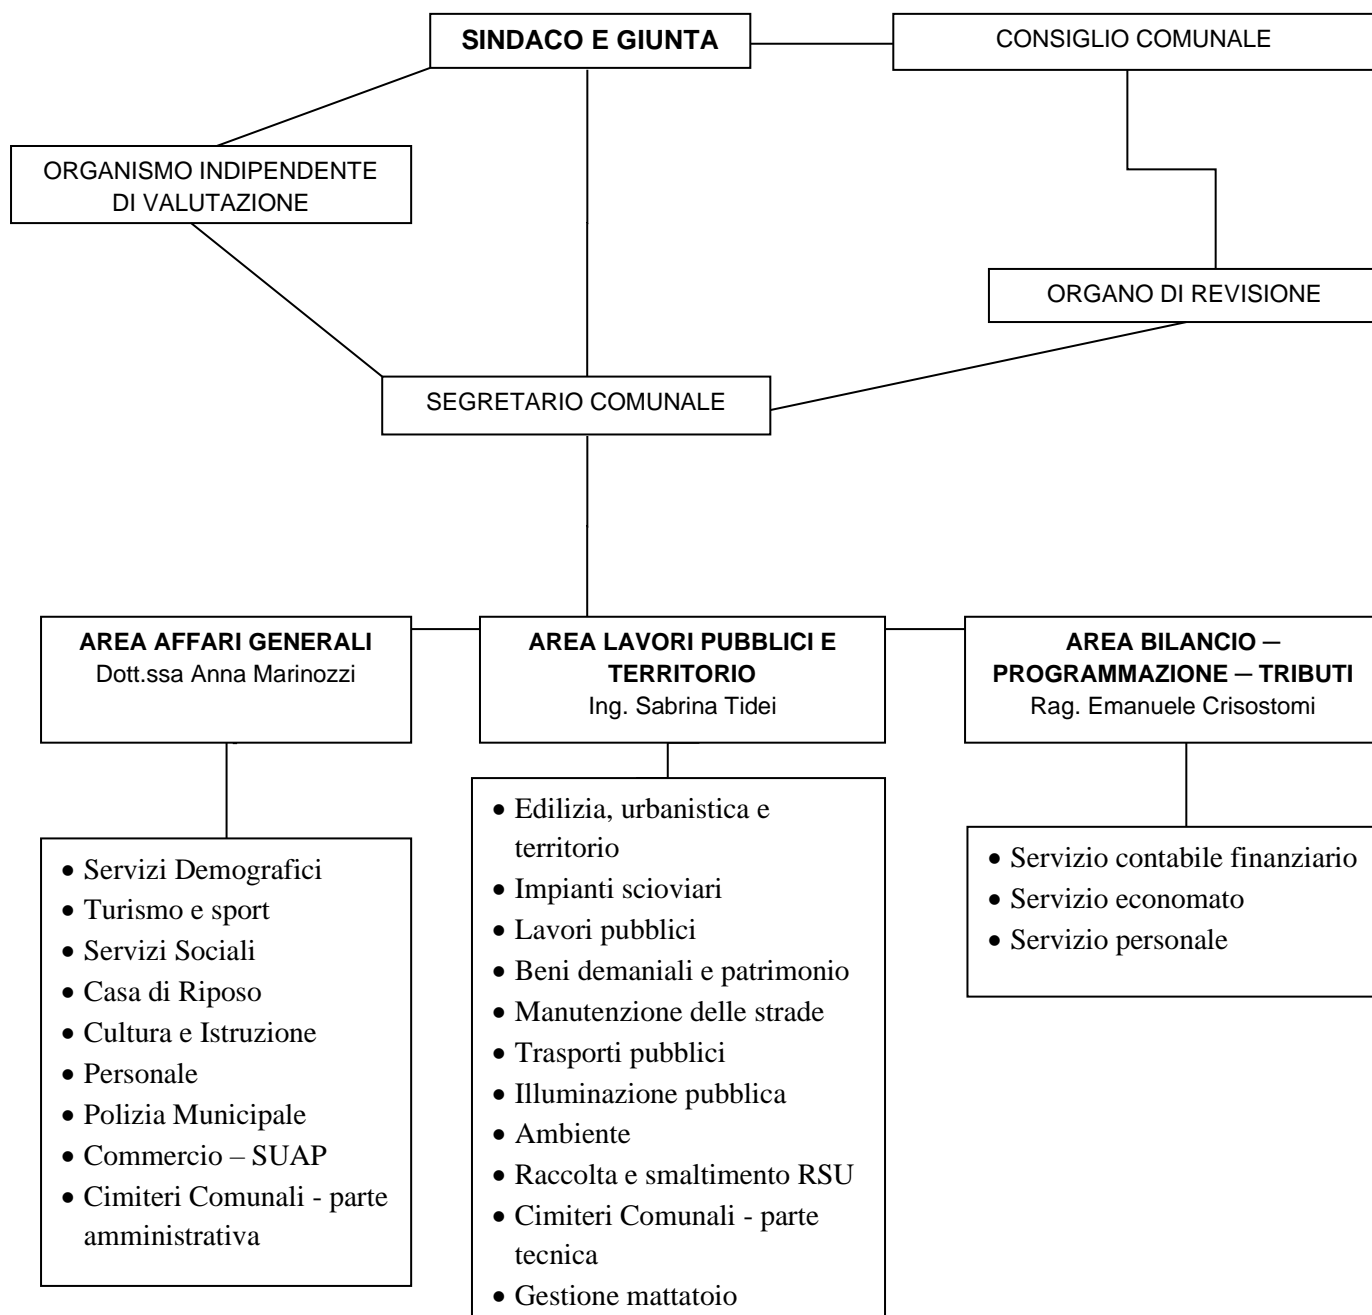 SINDACO E GIUNTA
CONSIGLIO COMUNALE
ORGANISMO INDIPENDENTE
DI VALUTAZIONE
ORGANO DI REVISIONE
SEGRETARIO COMUNALE
AREA AFFARI GENERALI
Dott.ssa Anna Marinozzi
AREA LAVORI PUBBLICI E
TERRITORIO
Ing. Sabrina Tidei
AREA BILANCIO –
PROGRAMMAZIONE – TRIBUTI
Rag. Emanuele Crisostomi
• Servizi Demografici
• Turismo e sport
• Servizi Sociali
• Casa di Riposo
• Cultura e Istruzione
• Personale
• Polizia Municipale
• Commercio – SUAP
• Cimiteri Comunali - parte
amministrativa
• Edilizia, urbanistica e
territorio
• Impianti scioviari
• Lavori pubblici
• Beni demaniali e patrimonio
• Manutenzione delle strade
• Trasporti pubblici
• Illuminazione pubblica
• Ambiente
• Raccolta e smaltimento RSU
• Cimiteri Comunali - parte
tecnica
• Gestione mattatoio
• Servizio contabile finanziario
• Servizio economato
• Servizio personale